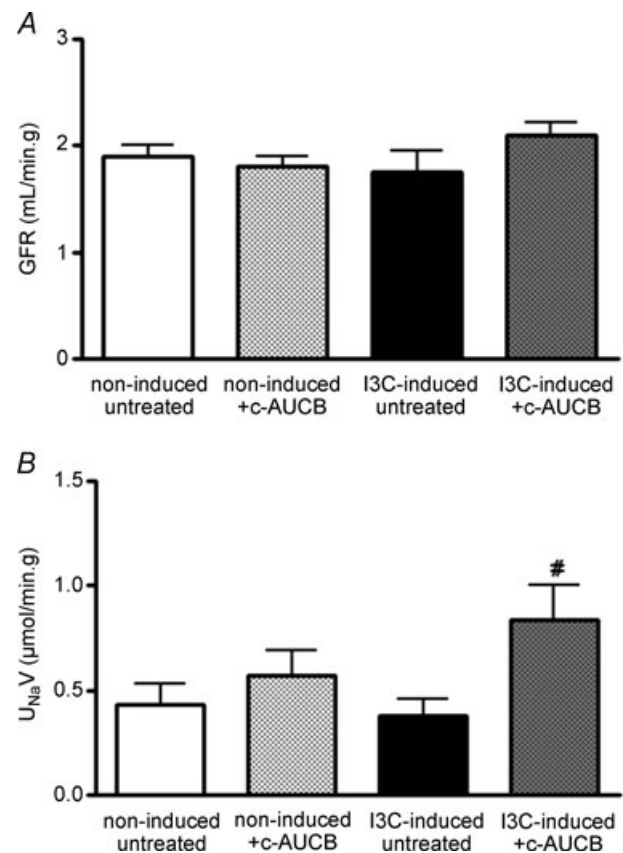 A
3
2
1
0
GFR (mL/min.g)
non-induced untreated
non-induced +c-AUCB
I3C-induced untreated
I3C-induced +c-AUCB
B
1.5
1.0
0.5
0.0
UNaV (μmol/min.g)
#
non-induced untreated
non-induced +c-AUCB
I3C-induced untreated
I3C-induced +c-AUCB